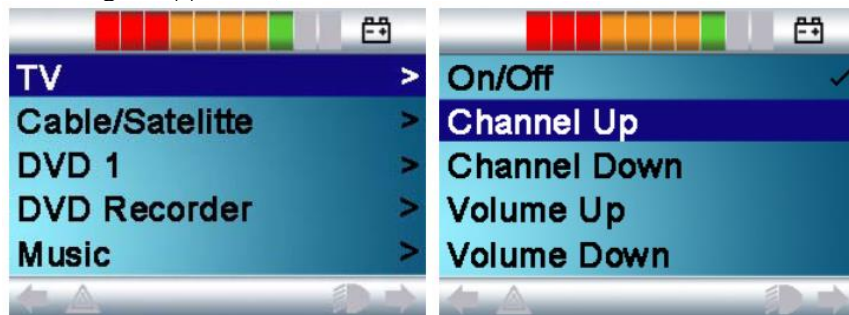 TV >
Cable/Satelitte >
DVD 1 >
DVD Recorder >
Music >
On/Off ✓
Channel Up
Channel Down
Volume Up
Volume Down